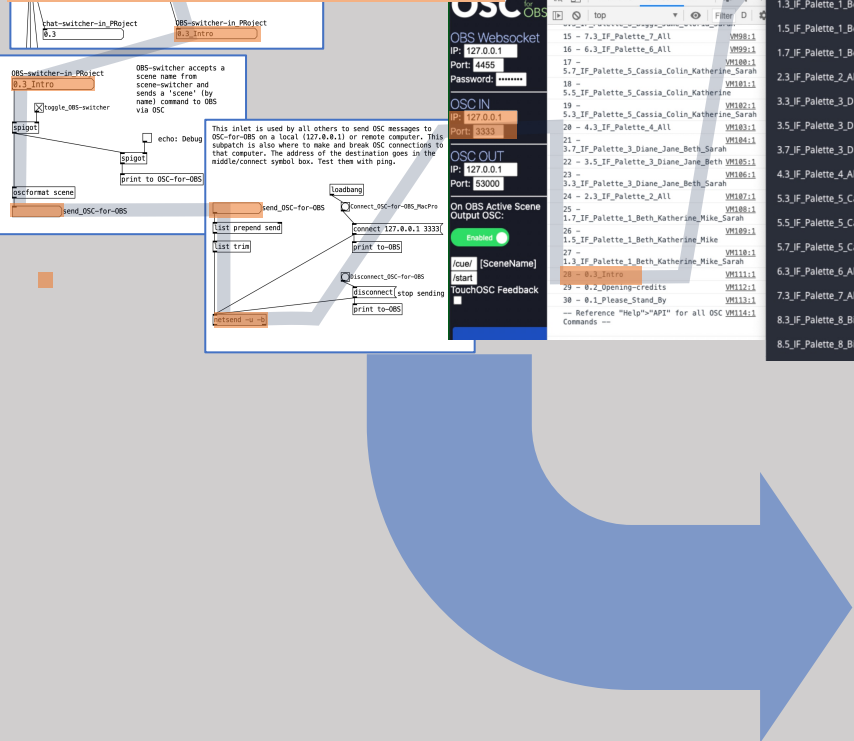 chat-switcher-in_PRoject
0.3
OBS-switcher-in_PRoject
0.3_Intro
OBS-switcher-in_PRoject
0.3_Intro
OBS-switcher accepts a
scene name from
scene-switcher and
sends a 'scene' (by
name) command to OBS
via OSC
toggle_OBS-switcher
spigot
echo: Debug
spigot
print to OSC-for-OBS
oscformat scene
send_OSC-for-OBS
This inlet is used by all others to send OSC messages to
OSC-for-OBS on a local (127.0.0.1) or remote computer. This
subpatch is also where to make and break OSC connections to
that computer. The address of the destination goes in the
middle/connect symbol box. Test them with ping.
loadbang
send_OSC-for-OBS
Connect_OSC-for-OBS_MacPro
list prepend send
connect 127.0.0.1 3333
list trim
print to-OBS
Disconnect_OSC-for-OBS
disconnect
stop sending
print to-OBS
netsend -u -b
OSC for OBS
OBS Websocket
IP: 127.0.0.1
Port: 4455
Password: ••••••••
OSC IN
IP: 127.0.0.1
Port: 3333
OSC OUT
IP: 127.0.0.1
Port: 53000
On OBS Active Scene
Output OSC:
Enabled
/cue/ [SceneName]
/start
TouchOSC Feedback
top
Filter
D
15 - 7.3_IF_Palette_7_All VM98:1
16 - 6.3_IF_Palette_6_All VM99:1
17 - VM100:1
5.7_IF_Palette_5_Cassia_Colin_Katherine_Sarah
18 - VM101:1
5.5_IF_Palette_5_Cassia_Colin_Katherine
19 - VM102:1
5.3_IF_Palette_5_Cassia_Colin_Katherine_Sarah
20 - 4.3_IF_Palette_4_All VM103:1
21 - VM104:1
3.7_IF_Palette_3_Diane_Jane_Beth_Sarah
22 - 3.5_IF_Palette_3_Diane_Jane_Beth VM105:1
23 - VM106:1
3.3_IF_Palette_3_Diane_Jane_Beth_Sarah
24 - 2.3_IF_Palette_2_All VM107:1
25 - VM108:1
1.7_IF_Palette_1_Beth_Katherine_Mike_Sarah
26 - VM109:1
1.5_IF_Palette_1_Beth_Katherine_Mike
27 - VM110:1
1.3_IF_Palette_1_Beth_Katherine_Mike_Sarah
28 - 0.3_Intro VM111:1
29 - 0.2_Opening-credits VM112:1
30 - 0.1_Please_Stand_By VM113:1
-- Reference "Help">"API" for all OSC VM114:1
Commands --
1.3_IF_Palette_1_Be
1.5_IF_Palette_1_Be
1.7_IF_Palette_1_Be
2.3_IF_Palette_2_Al
3.3_IF_Palette_3_D
3.5_IF_Palette_3_D
3.7_IF_Palette_3_D
4.3_IF_Palette_4_Al
5.3_IF_Palette_5_C
5.5_IF_Palette_5_C
5.7_IF_Palette_5_C
6.3_IF_Palette_6_Al
7.3_IF_Palette_7_Al
8.3_IF_Palette_8_B
8.5_IF_Palette_8_B